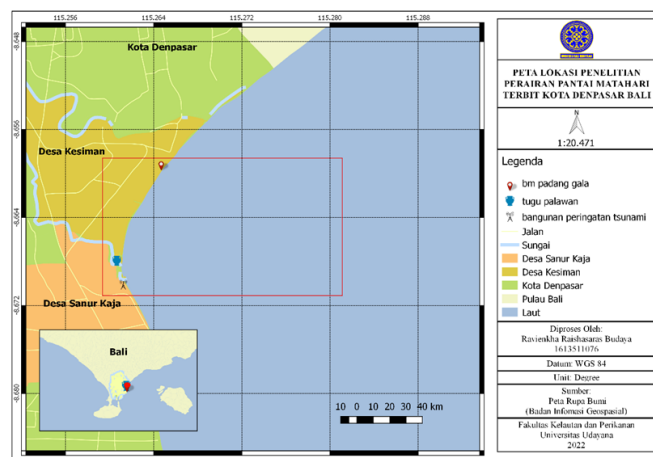 115.256 115.264 115.272 115.280 115.288
-8.648
-8.656
-8.664
-8.672
-8.680
Kota Denpasar
Desa Kesiman
Desa Sanur Kaja
Bali
10 0 10 20 30 40 km
PETA LOKASI PENELITIAN
PERAIRAN PANTAI MATAHARI
TERBIT KOTA DENPASAR BALI
N
1:20.471
Legenda
bm padang gala
tugu palawan
bangunan peringatan tsunami
Jalan
Sungai
Desa Sanur Kaja
Desa Kesiman
Kota Denpasar
Pulau Bali
Laut
Diproses Oleh:
Ravienkha Raishasaras Budaya
1613511076
Datum: WGS 84
Unit: Degree
Sumber:
Peta Rupa Bumi
(Badan Infomasi Geospasial)
Fakultas Kelautan dan Perikanan
Universitas Udayana
2022